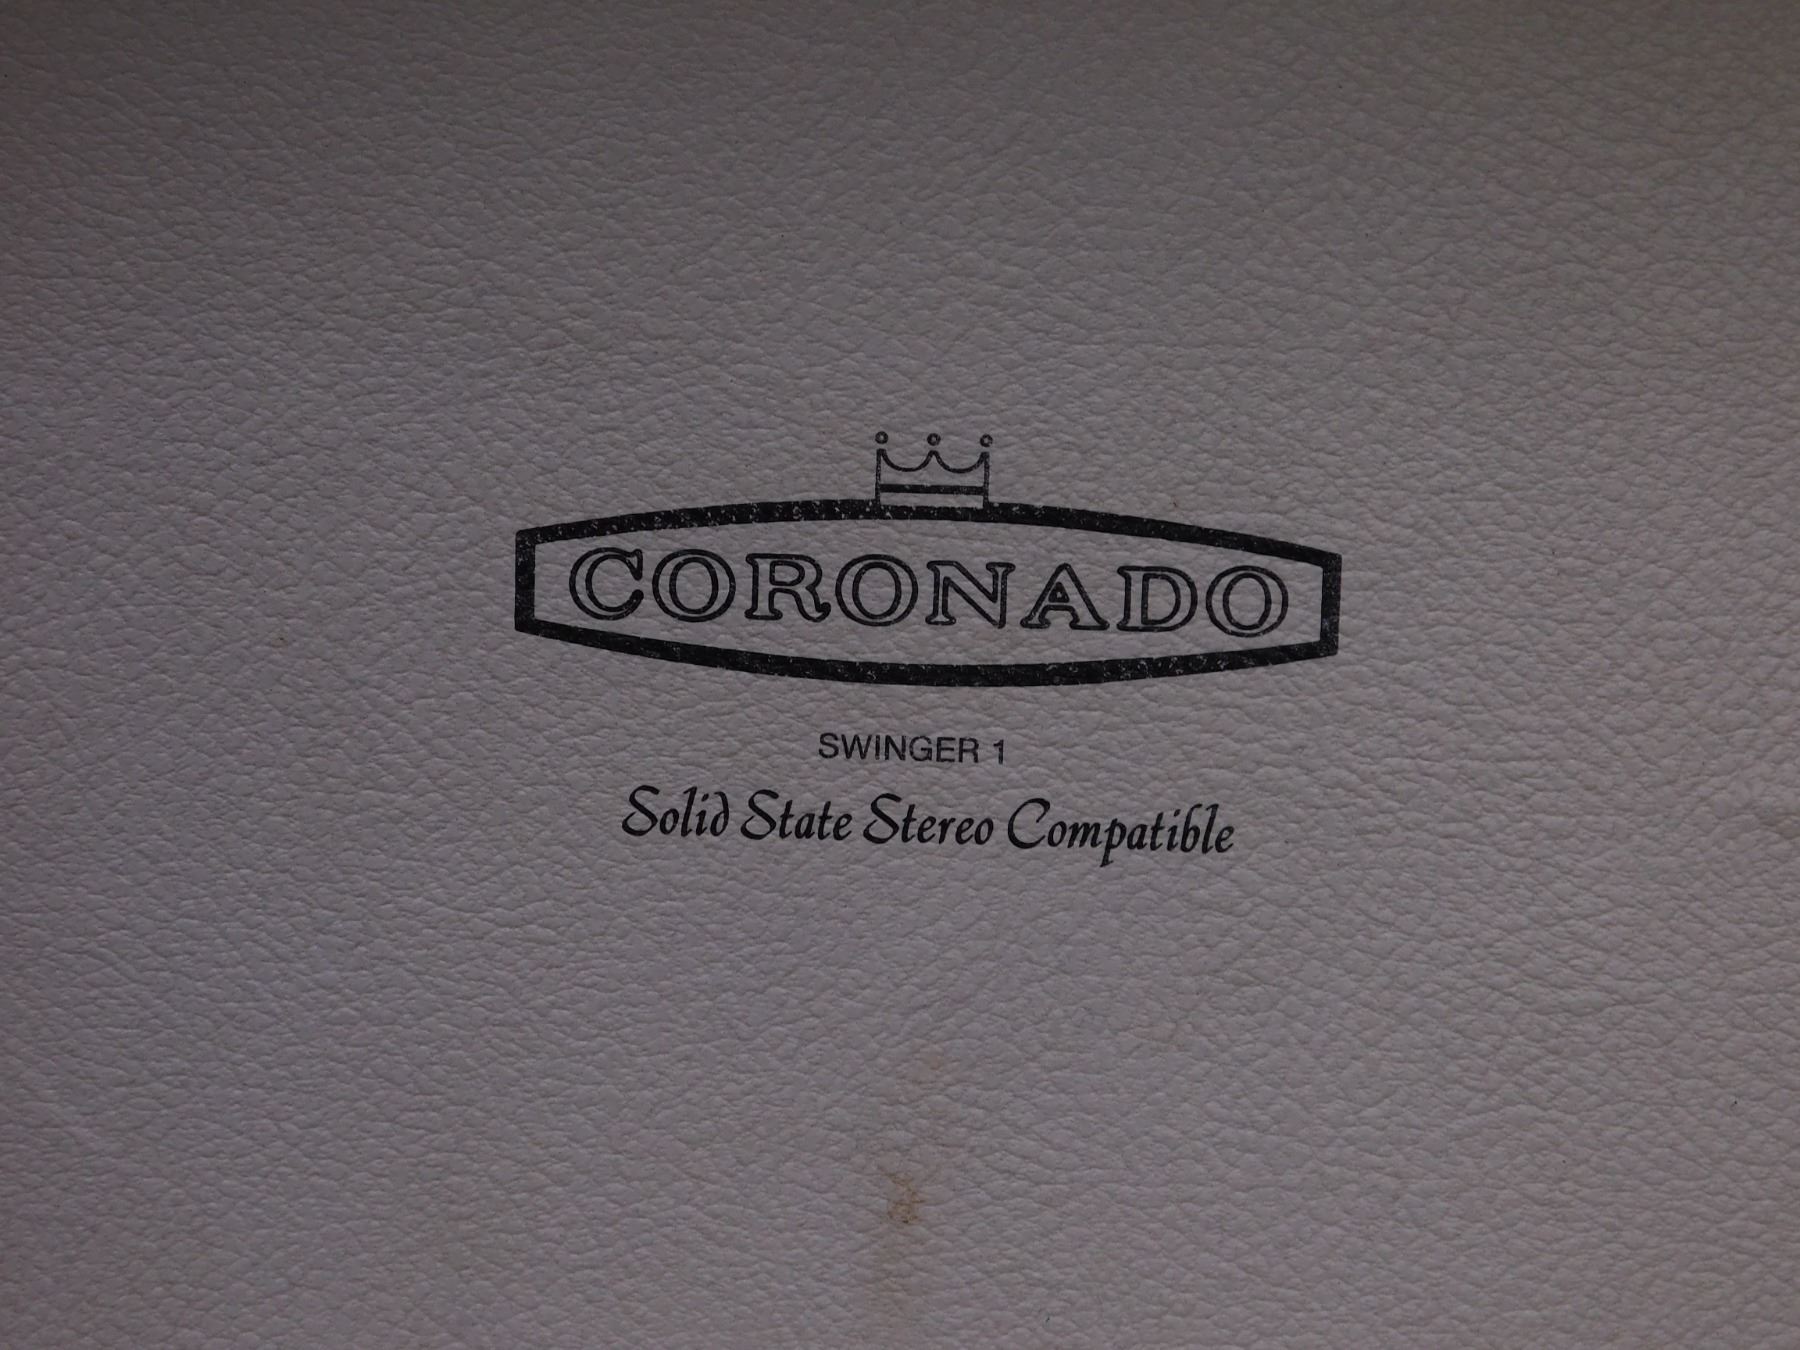 CORONADO
SWINGER 1
Solid State Stereo Compatible